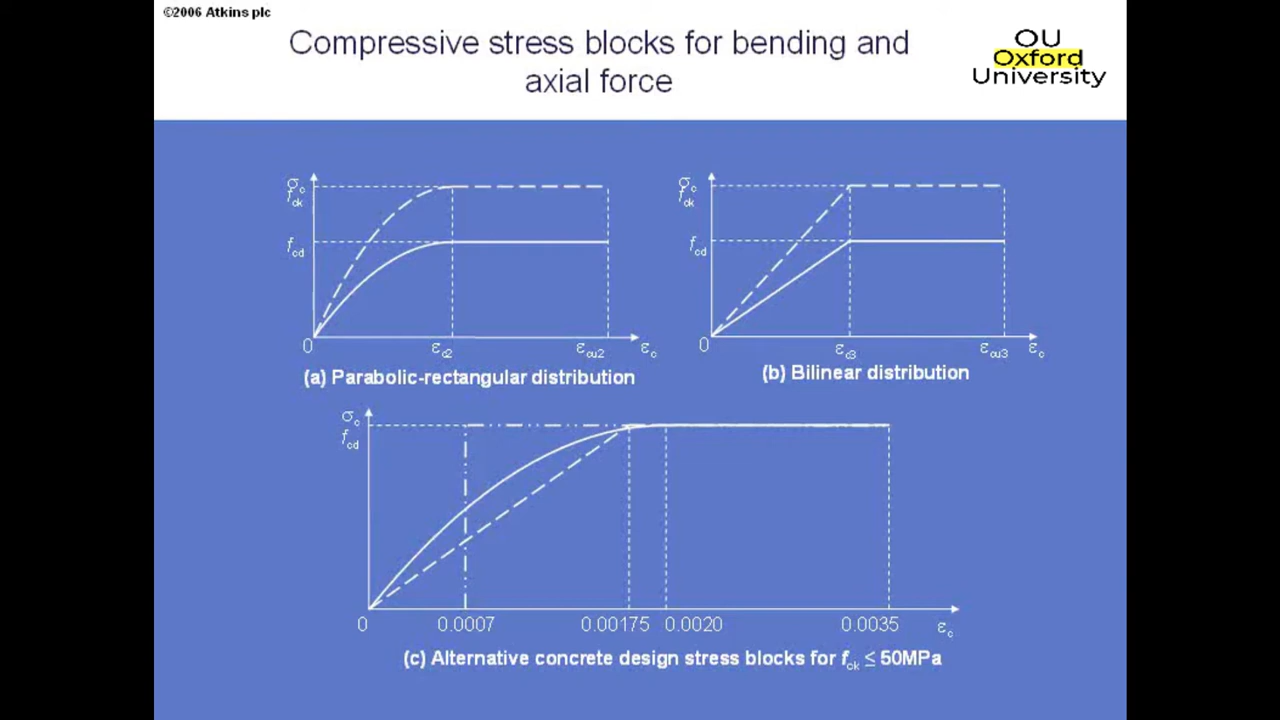 ©2006 Atkins plc
Compressive stress blocks for bending and
axial force
OU
Oxford
University
σc
fck
fcd
0
εc2
εcu2
εc
(a) Parabolic-rectangular distribution
σc
fck
fcd
0
εc3
εcu3
εc
(b) Bilinear distribution
σc
fcd
0
0.0007
0.00175
0.0020
0.0035
εc
(c) Alternative concrete design stress blocks for fck ≤ 50MPa